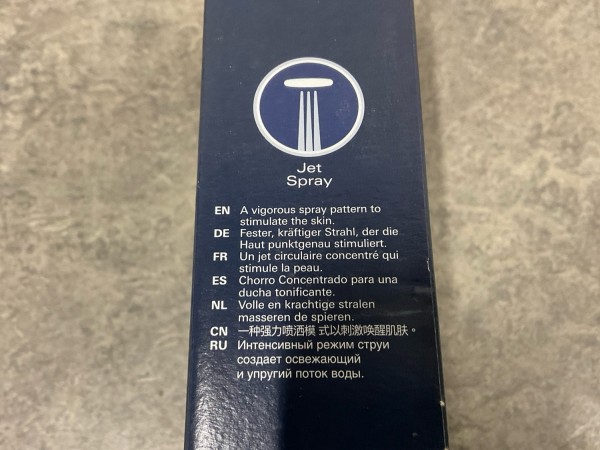 Jet
Spray
EN A vigorous spray pattern to
stimulate the skin.
DE Fester, kräftiger Strahl, der die
Haut punktgenau stimuliert.
FR Un jet circulaire concentré qui
stimule la peau.
ES Chorro Concentrado para una
ducha tonificante.
NL Volle en krachtige stralen
masseren de spieren.
CN 一种强力喷洒模 式以刺激唤醒肌肤。
RU Интенсивный режим струи
создает освежающий
и упругий поток воды.